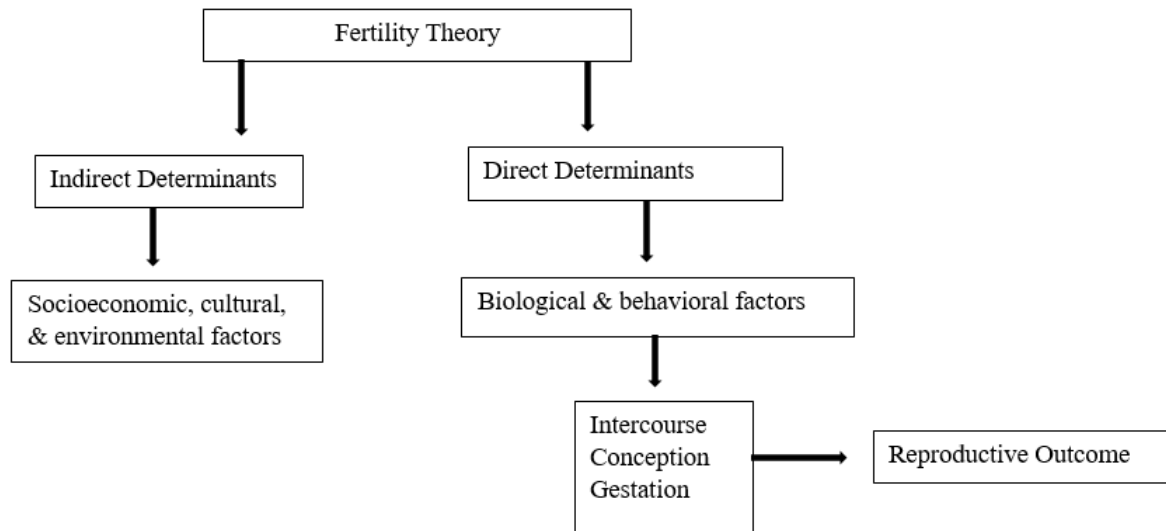 Fertility Theory
Indirect Determinants
Direct Determinants
Socioeconomic, cultural,
& environmental factors
Biological & behavioral factors
Intercourse
Conception
Gestation
Reproductive Outcome